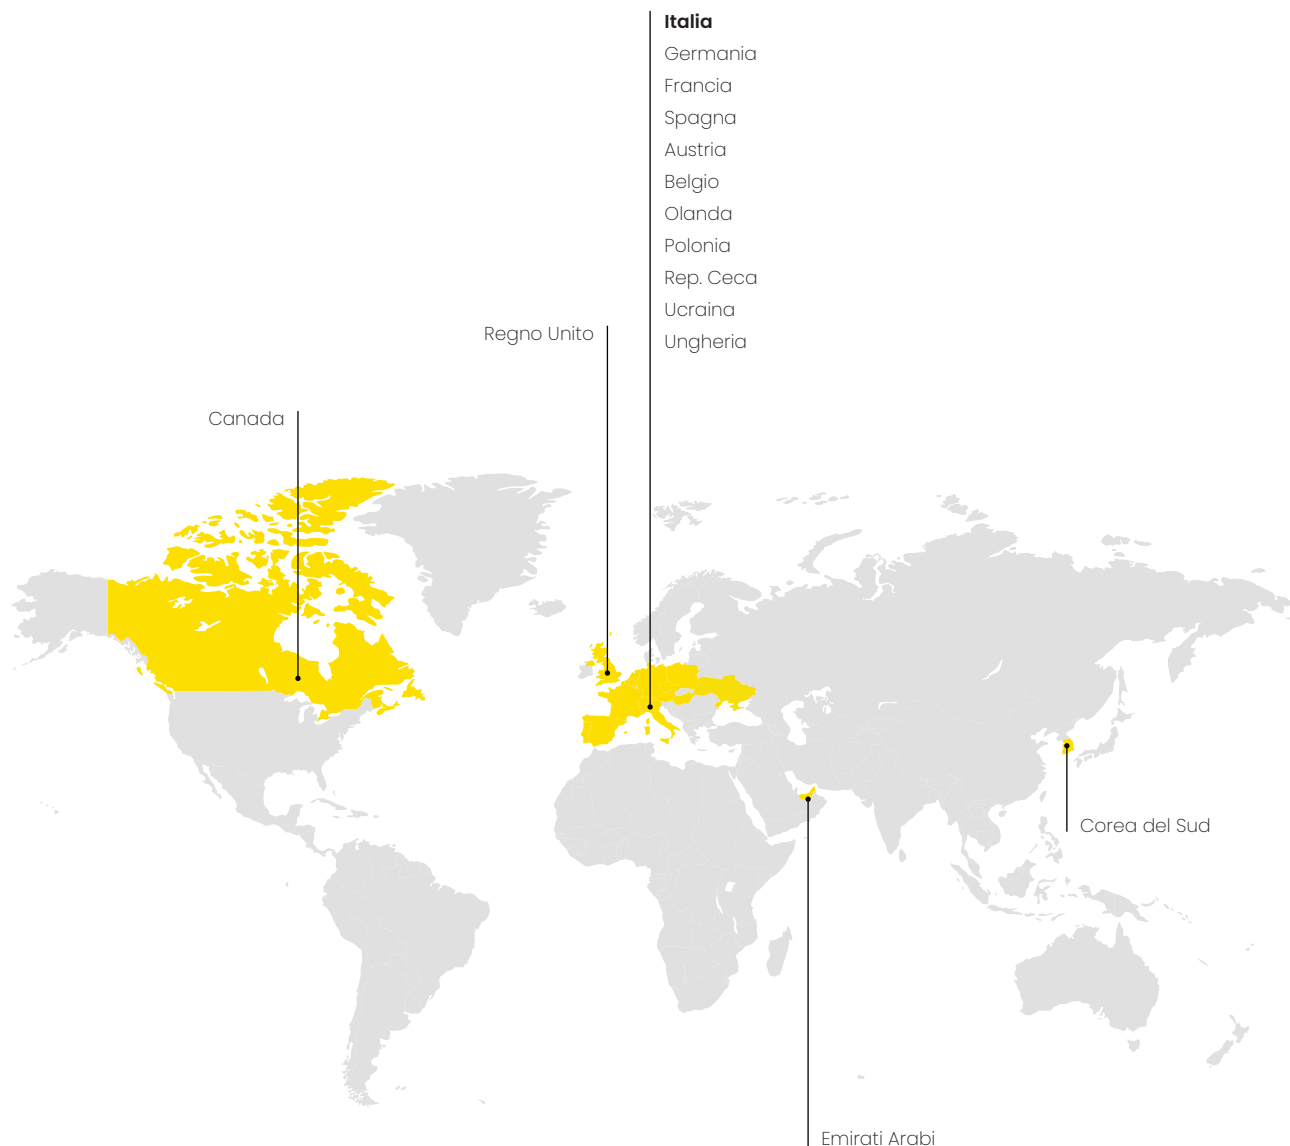 Italia
Germania
Francia
Spagna
Austria
Belgio
Olanda
Polonia
Rep. Ceca
Ucraina
Ungheria
Regno Unito
Canada
Corea del Sud
Emirati Arabi